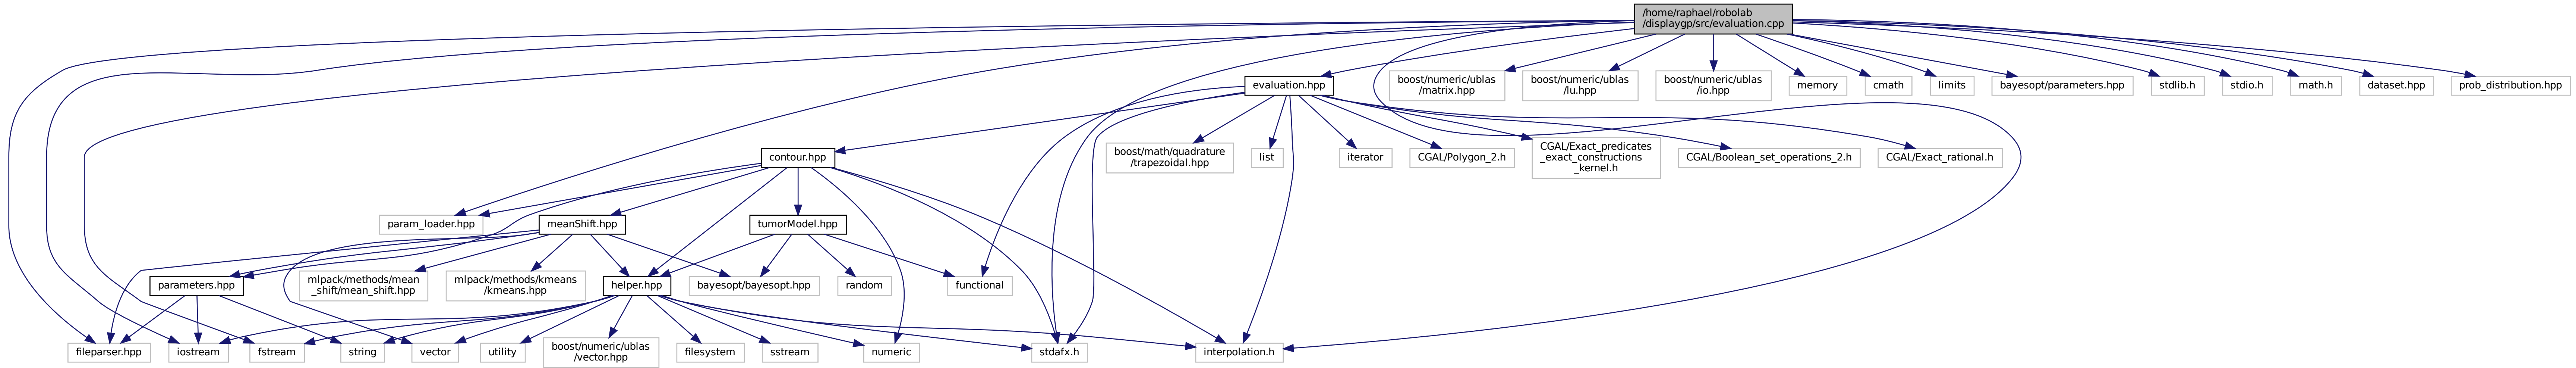 /home/raphael/robolab
/displaygp/src/evaluation.cpp
evaluation.hpp
boost/numeric/ublas
/matrix.hpp
boost/numeric/ublas
/lu.hpp
boost/numeric/ublas
/io.hpp
memory
cmath
limits
bayesopt/parameters.hpp
stdlib.h
stdio.h
math.h
dataset.hpp
prob_distribution.hpp
contour.hpp
boost/math/quadrature
/trapezoidal.hpp
list
iterator
CGAL/Polygon_2.h
CGAL/Exact_predicates
_exact_constructions
_kernel.h
CGAL/Boolean_set_operations_2.h
CGAL/Exact_rational.h
param_loader.hpp
meanShift.hpp
tumorModel.hpp
parameters.hpp
mlpack/methods/mean
_shift/mean_shift.hpp
mlpack/methods/kmeans
/kmeans.hpp
helper.hpp
bayesopt/bayesopt.hpp
random
functional
fileparser.hpp
iostream
fstream
string
vector
utility
boost/numeric/ublas
/vector.hpp
filesystem
sstream
numeric
stdafx.h
interpolation.h